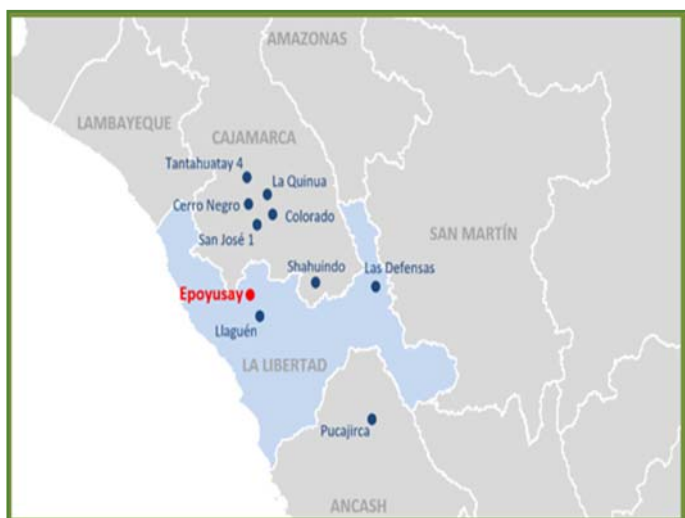 AMAZONAS
LAMBAYEQUE
CAJAMARCA
Tantahuatay 4
La Quinua
Cerro Negro
Colorado
San José 1
SAN MARTÍN
Shahuindo
Las Defensas
Epoyusay
Llaguén
LA LIBERTAD
Pucajirca
ANCASH